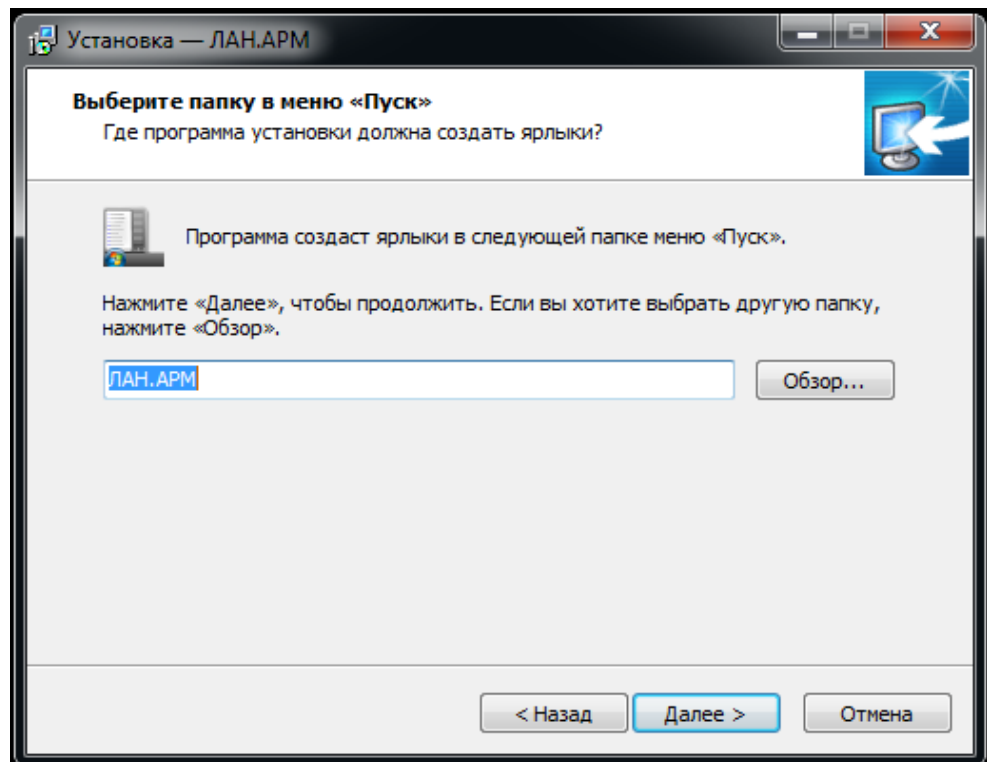 Установка — ЛАН.АРМ
Выберите папку в меню «Пуск»
Где программа установки должна создать ярлыки?
Программа создаст ярлыки в следующей папке меню «Пуск».
Нажмите «Далее», чтобы продолжить. Если вы хотите выбрать другую папку,
нажмите «Обзор».
ЛАН.АРМ
Обзор...
< Назад
Далее >
Отмена